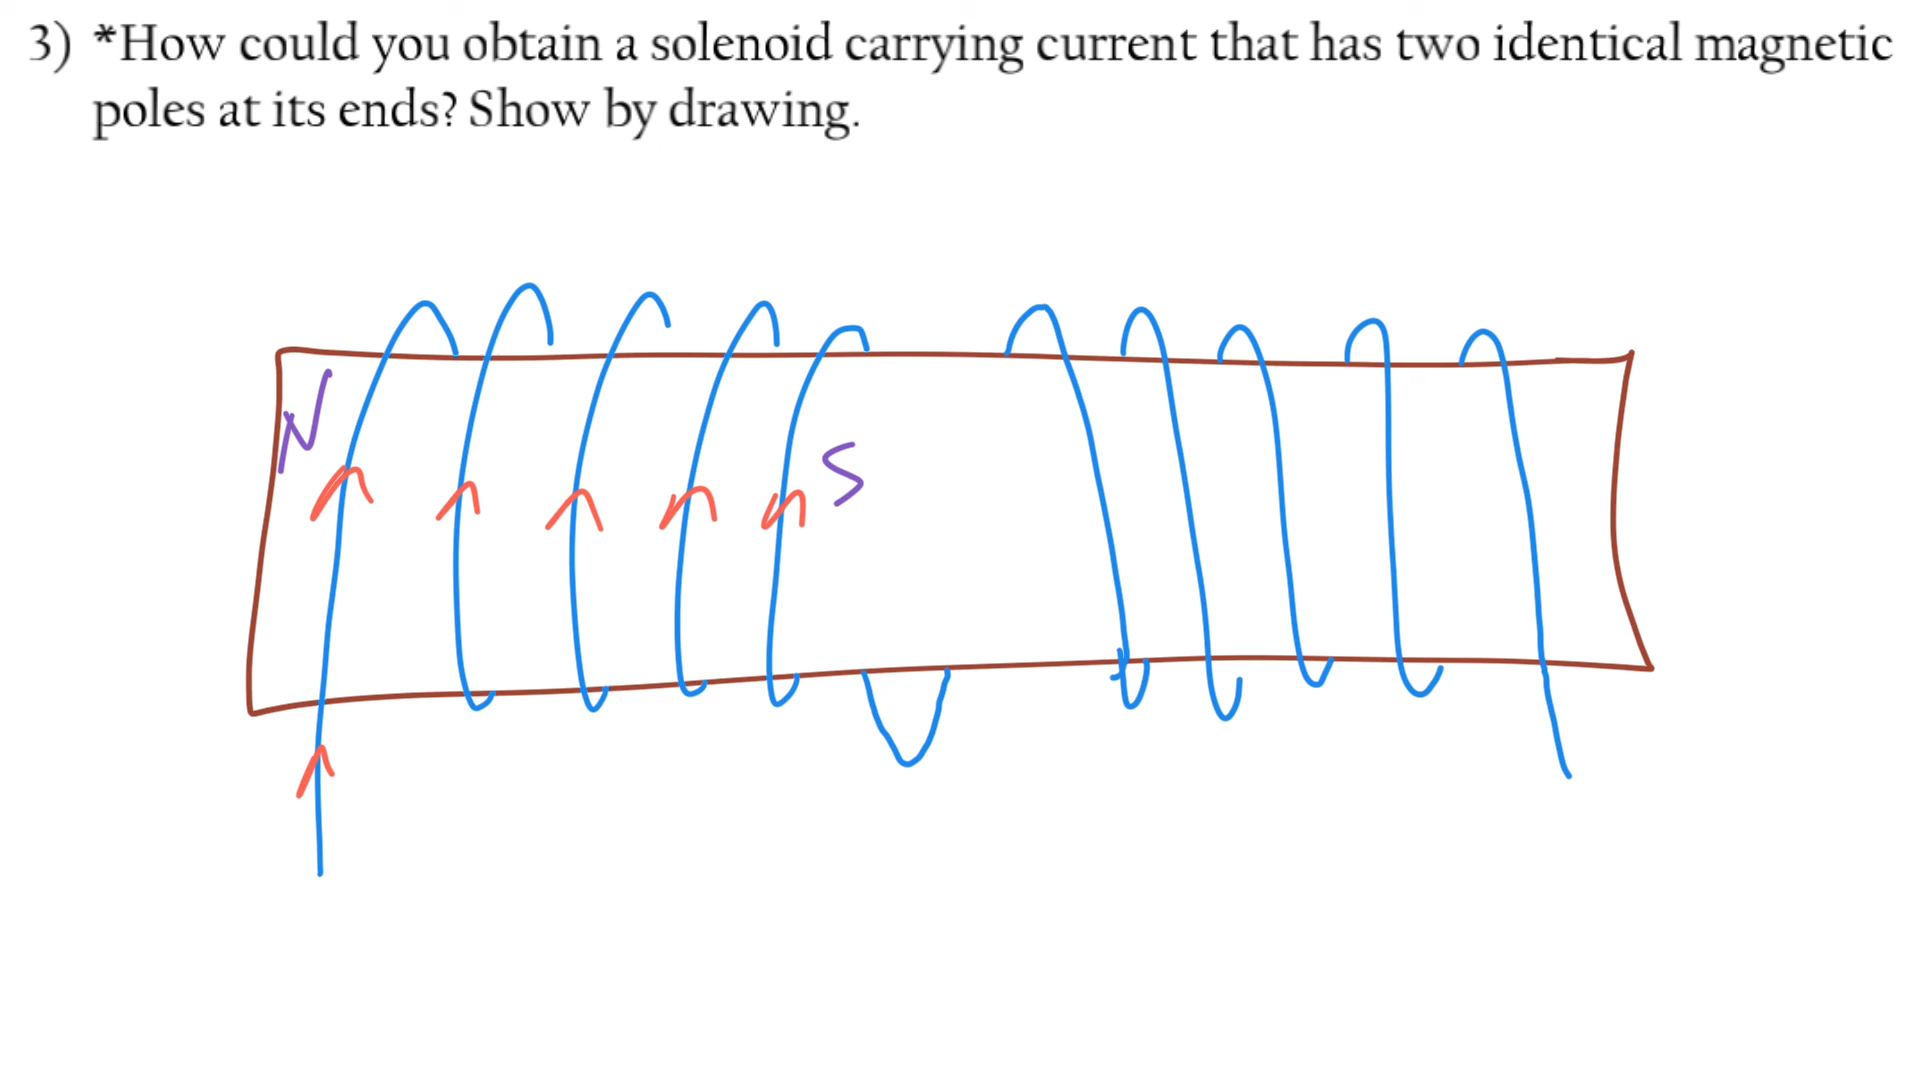 3) *How could you obtain a solenoid carrying current that has two identical magnetic
poles at its ends? Show by drawing.
N
S